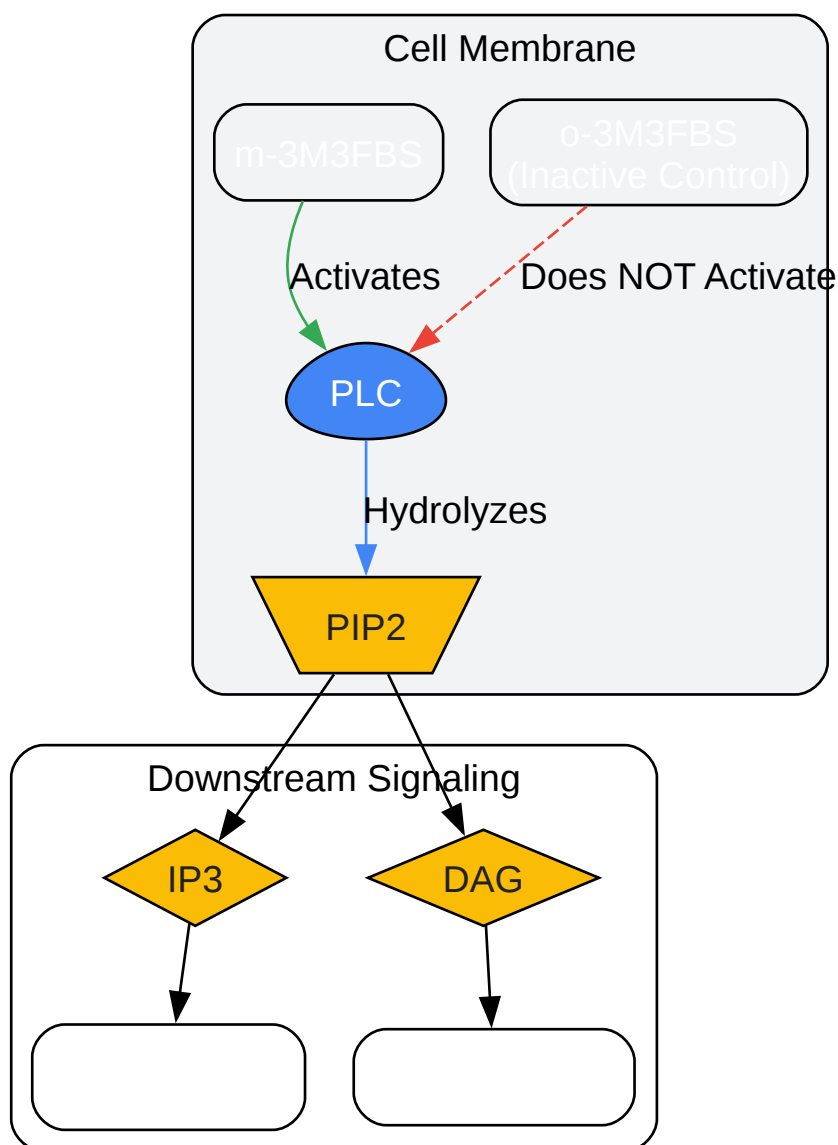 Cell Membrane
m-3M3FBS
o-3M3FBS
(Inactive Control)
Activates
Does NOT Activate
PLC
Hydrolyzes
PIP2
Downstream Signaling
IP3
DAG